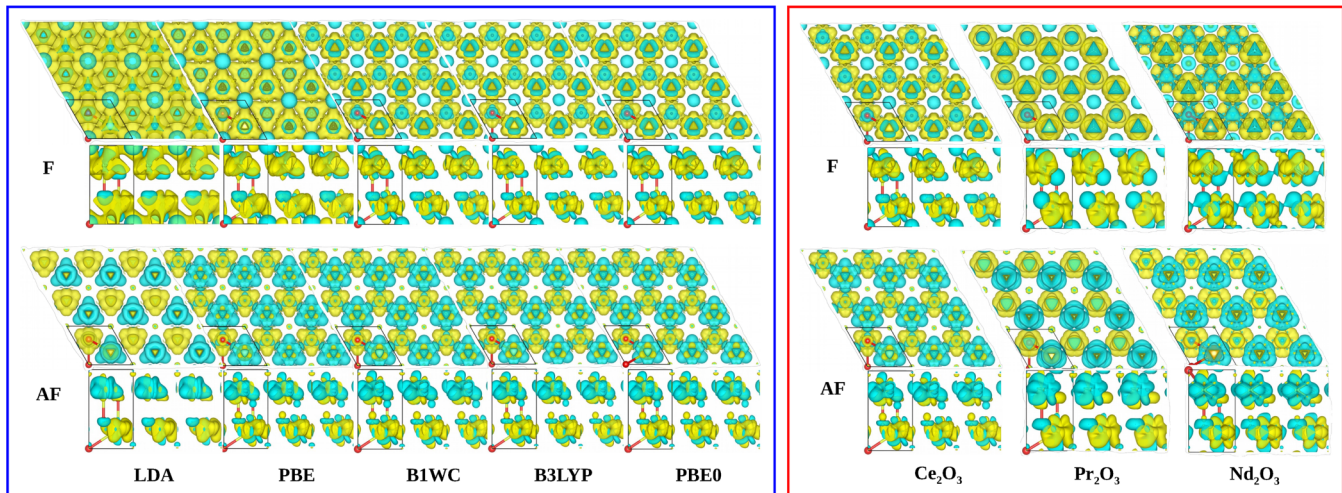 F
F
AF
AF
LDA PBE B1WC B3LYP PBE0
Ce₂O₃ Pr₂O₃ Nd₂O₃